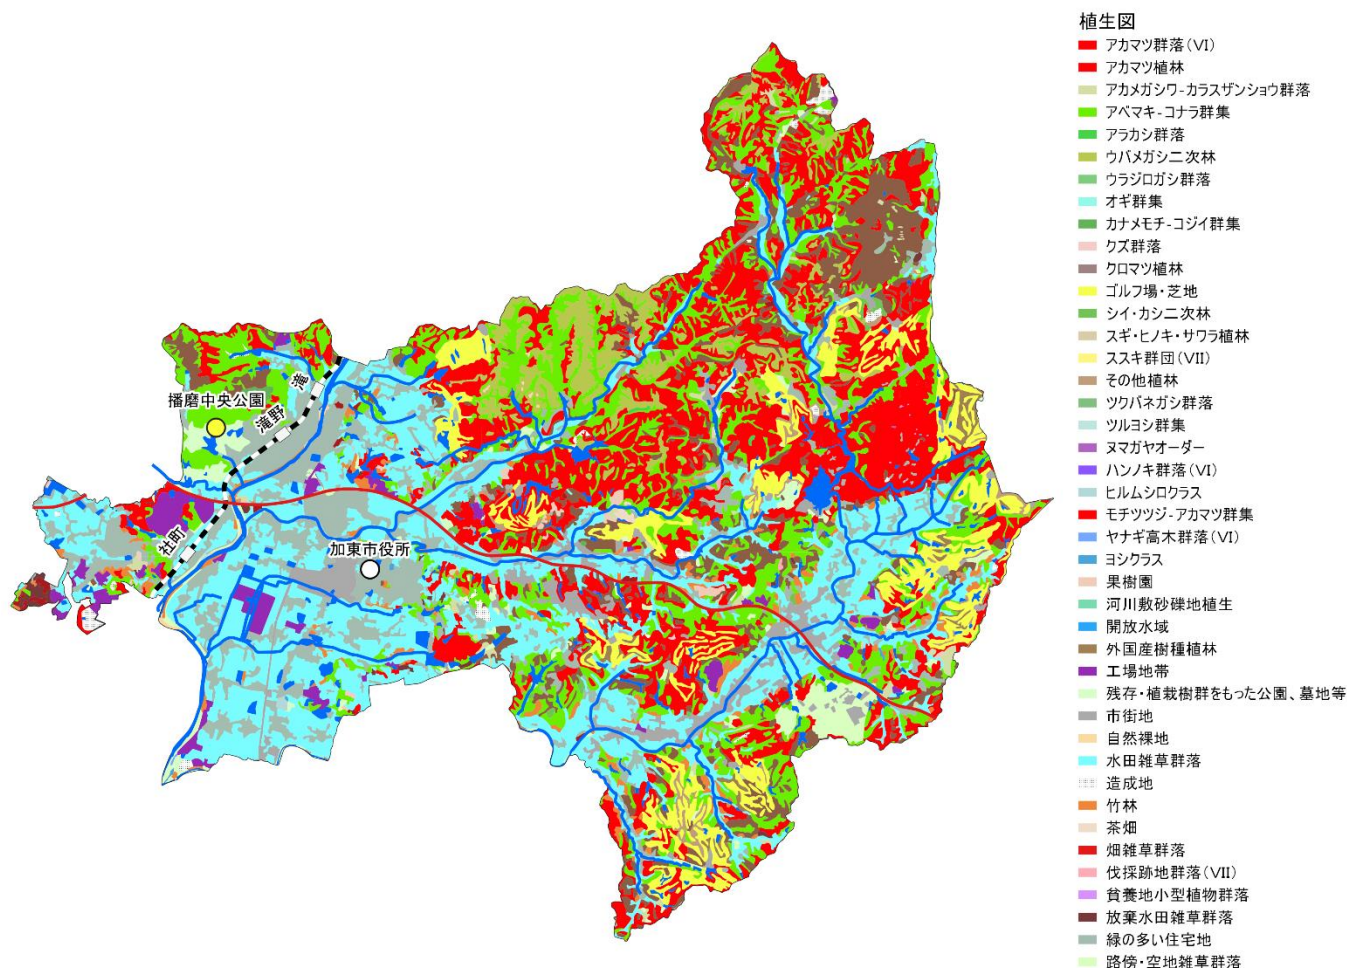 植生図
アカマツ群落(Ⅵ)
アカマツ植林
アカメガシワ-カラスザンショウ群落
アベマキ-コナラ群集
アラカシ群落
ウバメガシ二次林
ウラジロガシ群落
オギ群集
カナメモチ-コジイ群集
クズ群落
クロマツ植林
ゴルフ場・芝地
シイ・カシ二次林
スギ・ヒノキ・サワラ植林
ススキ群団(Ⅶ)
その他植林
ツクバネガシ群落
ツルヨシ群集
ヌマガヤオーダー
ハンノキ群落(Ⅵ)
ヒルムシロクラス
モチツツジ-アカマツ群集
ヤナギ高木群落(Ⅵ)
ヨシクラス
果樹園
河川敷砂礫地植生
開放水域
外国産樹種植林
工場地帯
残存・植栽樹群をもった公園、墓地等
市街地
自然裸地
水田雑草群落
造成地
竹林
茶畑
畑雑草群落
伐採跡地群落(Ⅶ)
貧養地小型植物群落
放棄水田雑草群落
緑の多い住宅地
路傍・空地雑草群落
滝
播磨中央公園
滝野
社町
加東市役所